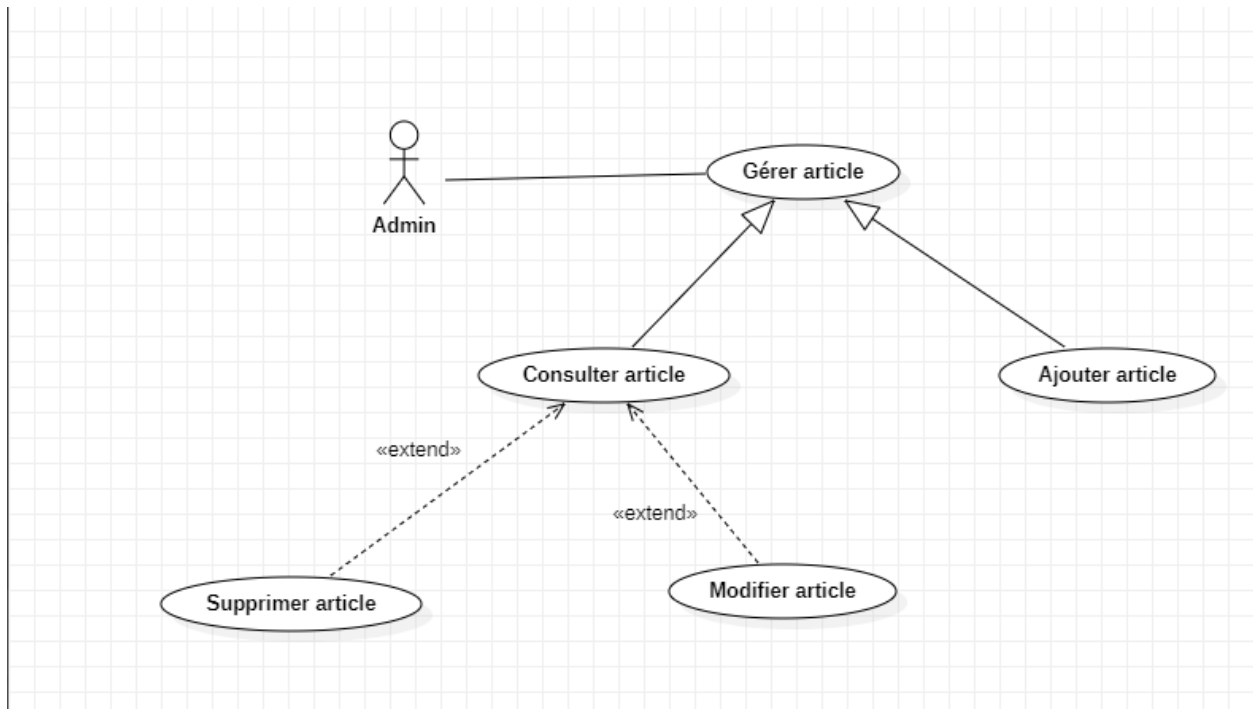 Gérer article
Admin
Consulter article
Ajouter article
«extend»
«extend»
Modifier article
Supprimer article